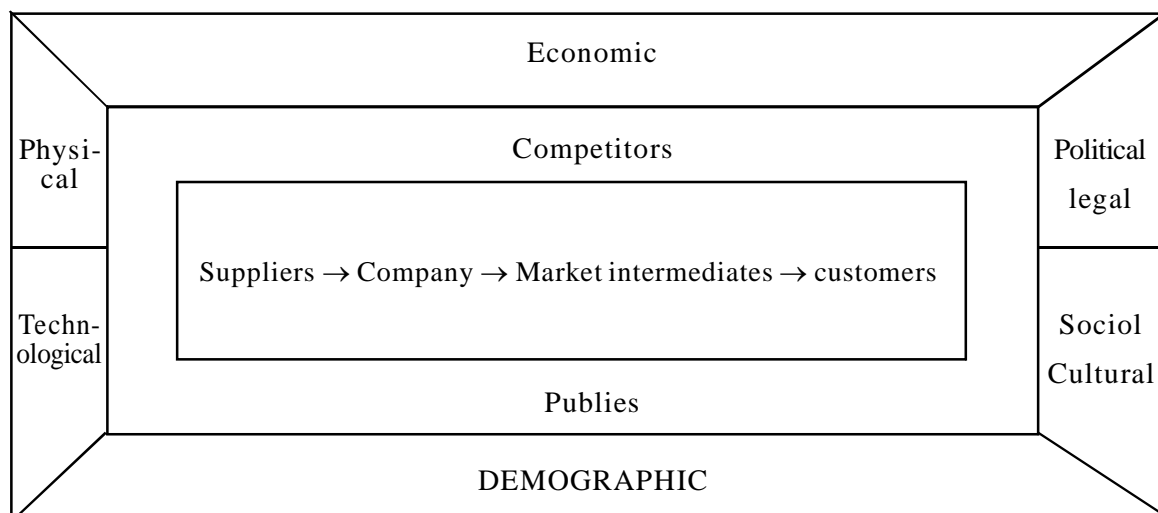 Economic
Competitors
Physi-
cal
Political
legal
Suppliers → Company → Market intermediates → customers
Techn-
ological
Sociol
Cultural
Publies
DEMOGRAPHIC